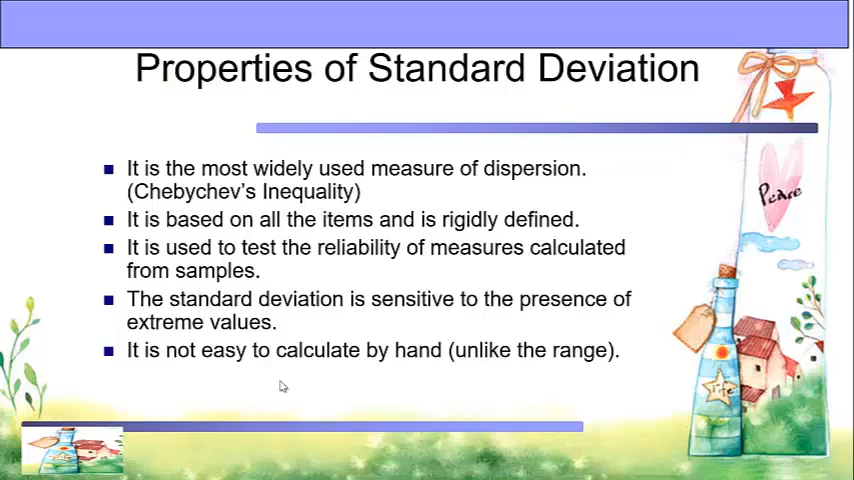 Properties of Standard Deviation
It is the most widely used measure of dispersion.
(Chebychev's Inequality)
It is based on all the items and is rigidly defined.
It is used to test the reliability of measures calculated
from samples.
The standard deviation is sensitive to the presence of
extreme values.
It is not easy to calculate by hand (unlike the range).
Peace
life